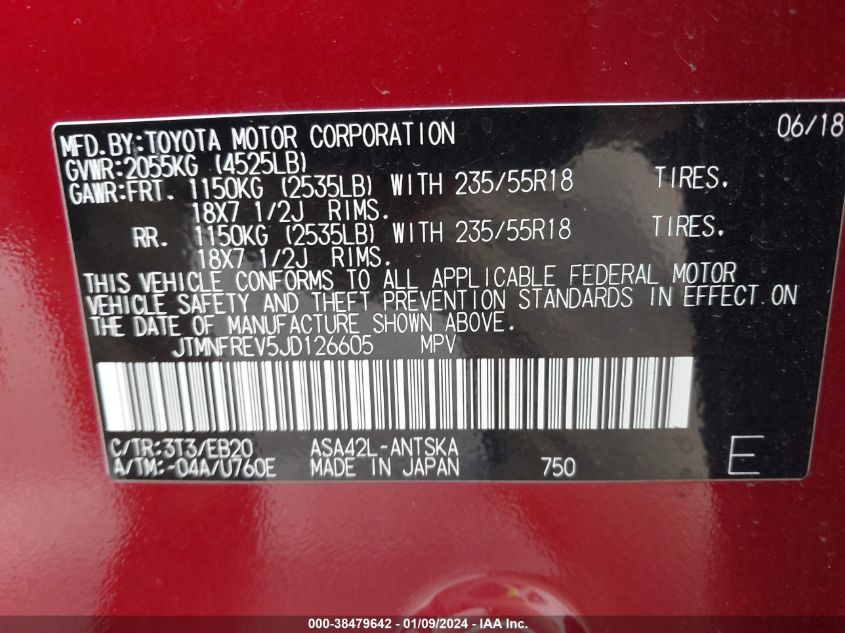 MFD.BY:TOYOTA MOTOR CORPORATION 06/18
GVWR:2055KG (4525LB)
GAWR:FRT. 1150KG (2535LB) WITH 235/55R18 TIRES.
18X7 1/2J RIMS.
RR. 1150KG (2535LB) WITH 235/55R18 TIRES.
18X7 1/2J RIMS.
THIS VEHICLE CONFORMS TO ALL APPLICABLE FEDERAL MOTOR
VEHICLE SAFETY AND THEFT PREVENTION STANDARDS IN EFFECT ON
THE DATE OF MANUFACTURE SHOWN ABOVE.
JTMNFREV5JD126605 MPV
C/TR:3T3/EB20 ASA42L-ANTSKA
A/TM:-04A/U760E MADE IN JAPAN 750 E
000-38479642 - 01/09/2024 - IAA Inc.